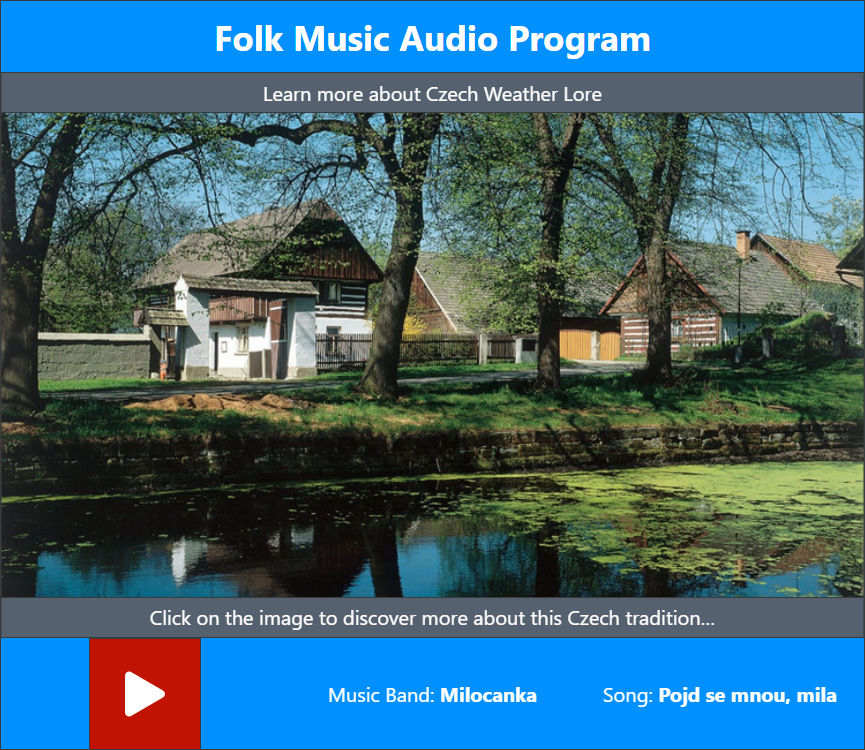 Folk Music Audio Program
Learn more about Czech Weather Lore
Click on the image to discover more about this Czech tradition...
Music Band: Milocanka Song: Pojd se mnou, mila